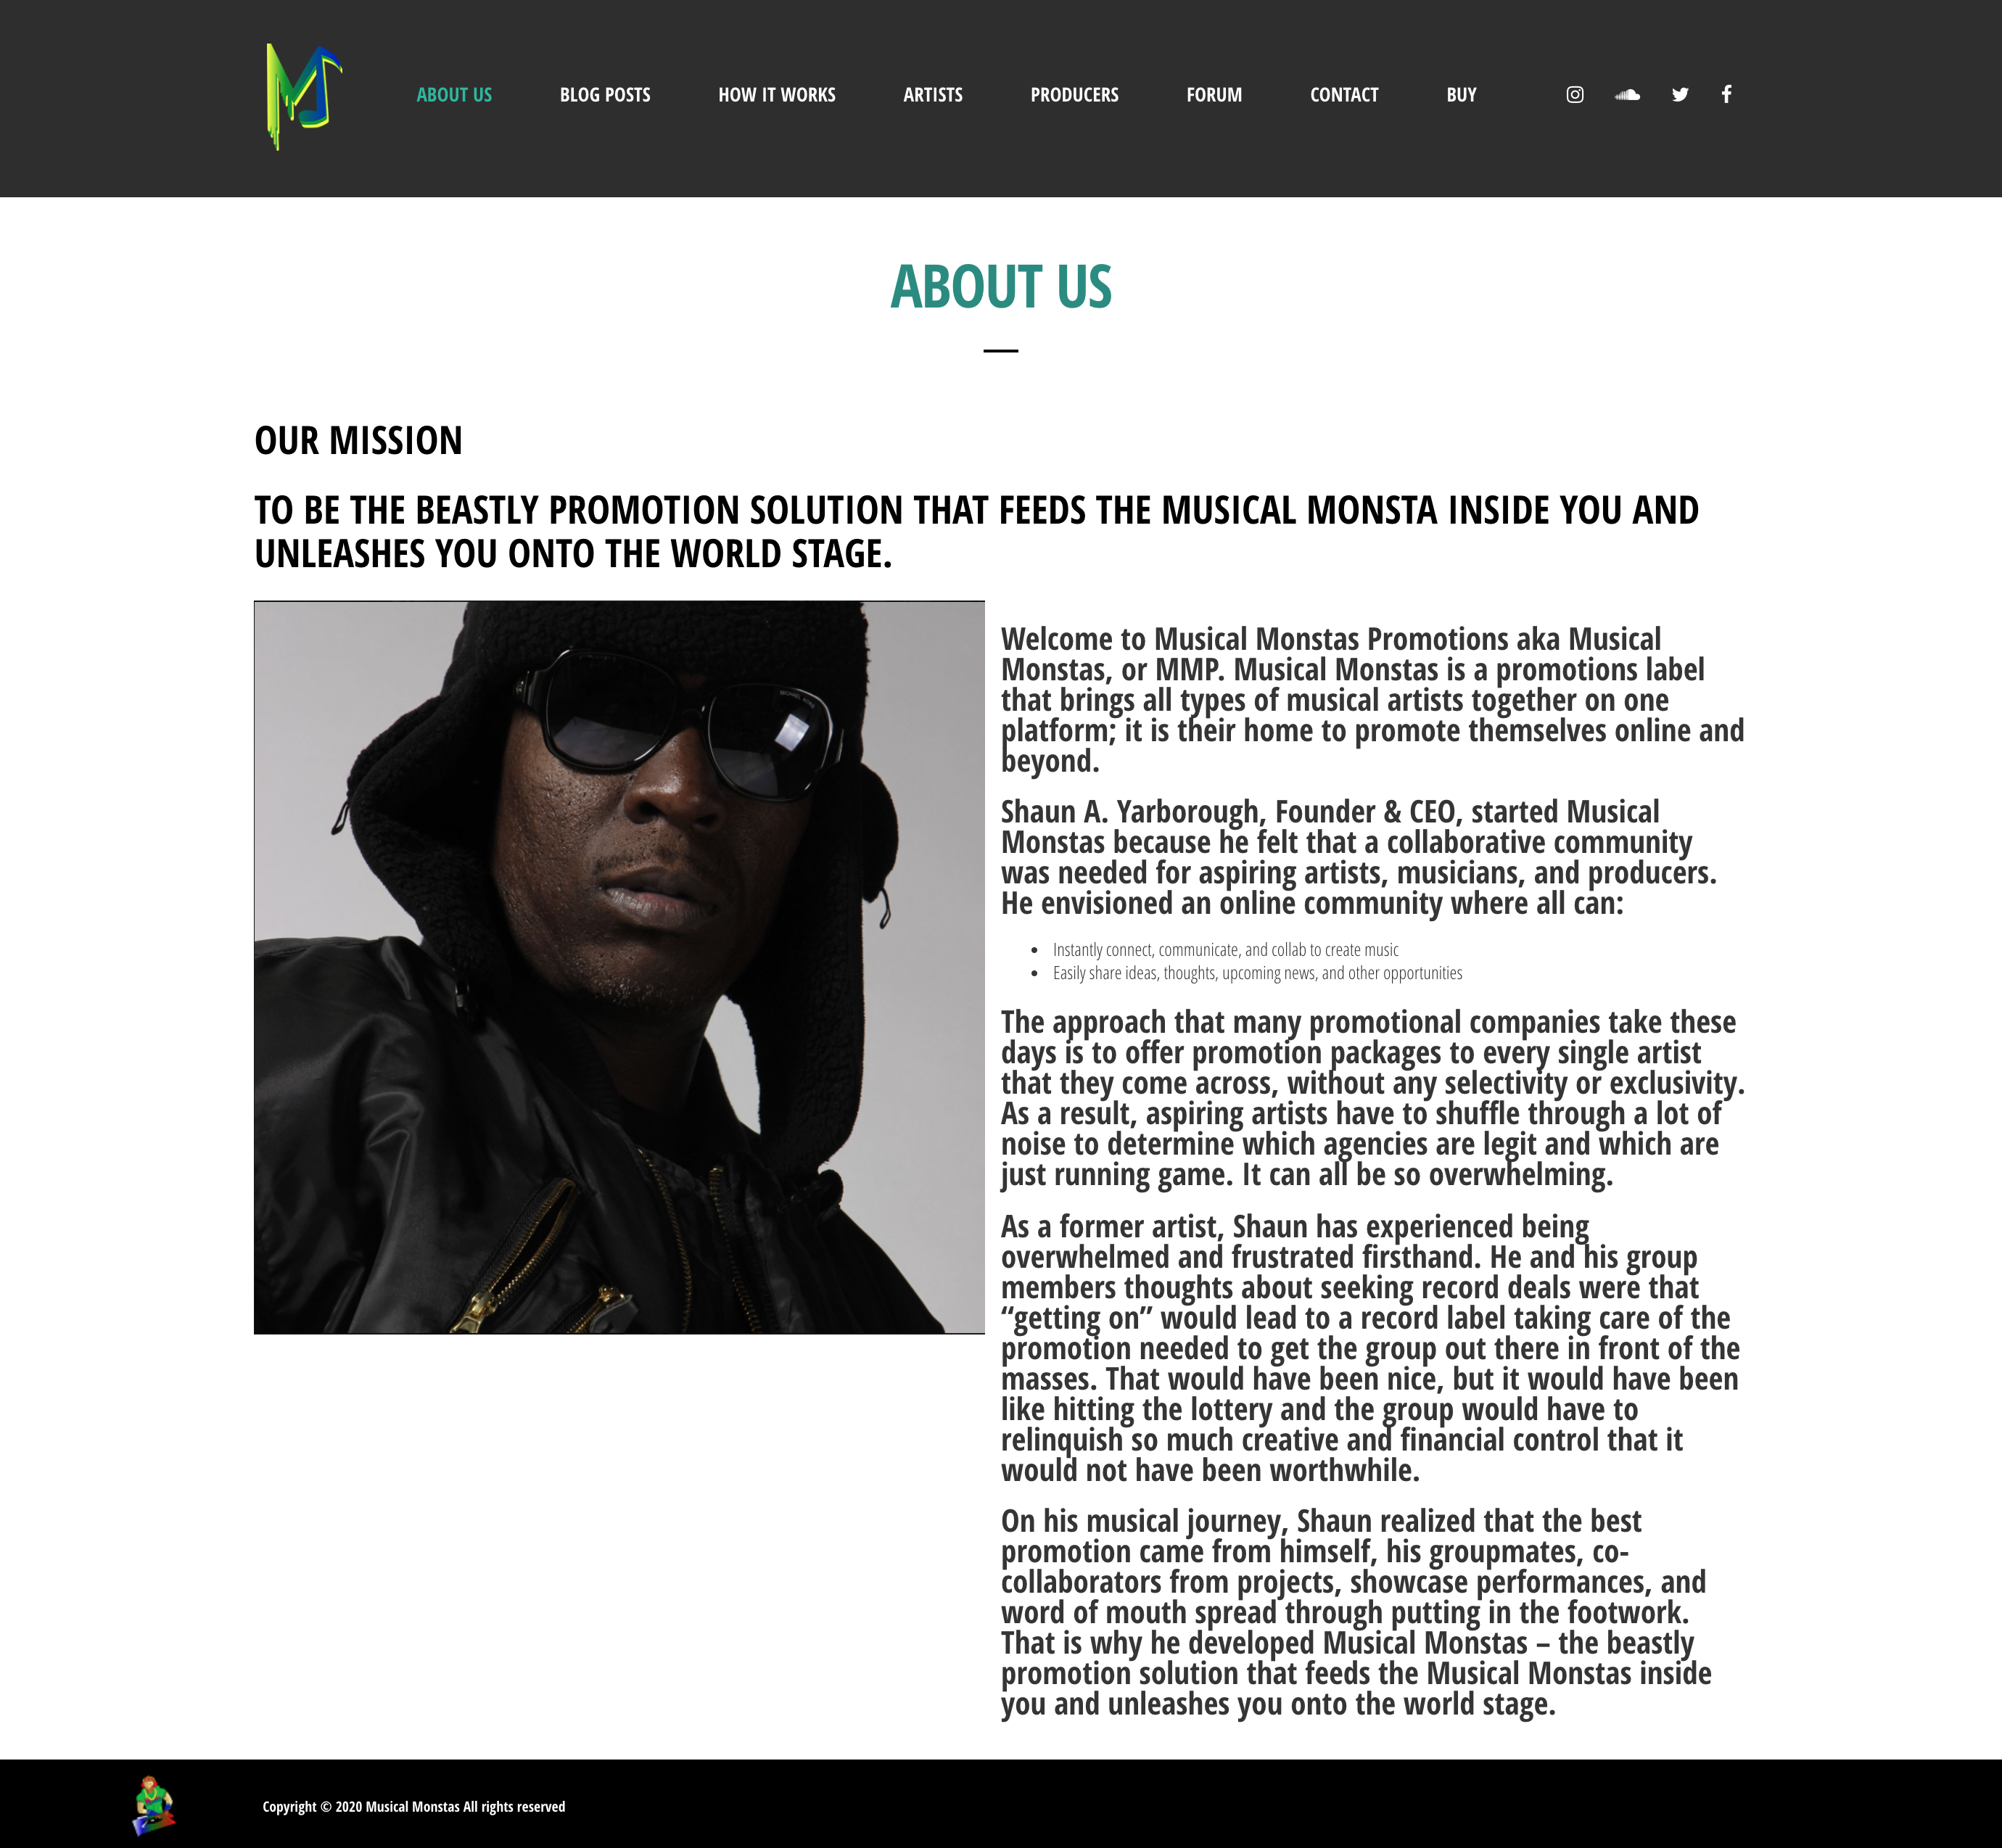 ABOUT US
BLOG POSTS
HOW IT WORKS
ARTISTS
PRODUCERS
FORUM
CONTACT
BUY
ABOUT US
OUR MISSION
TO BE THE BEASTLY PROMOTION SOLUTION THAT FEEDS THE MUSICAL MONSTA INSIDE YOU AND
UNLEASHES YOU ONTO THE WORLD STAGE.
Welcome to Musical Monstas Promotions aka Musical
Monstas, or MMP. Musical Monstas is a promotions label
that brings all types of musical artists together on one
platform; it is their home to promote themselves online and
beyond.
Shaun A. Yarborough, Founder & CEO, started Musical
Monstas because he felt that a collaborative community
was needed for aspiring artists, musicians, and producers.
He envisioned an online community where all can:
• Instantly connect, communicate, and collab to create music
• Easily share ideas, thoughts, upcoming news, and other opportunities
The approach that many promotional companies take these
days is to offer promotion packages to every single artist
that they come across, without any selectivity or exclusivity.
As a result, aspiring artists have to shuffle through a lot of
noise to determine which agencies are legit and which are
just running game. It can all be so overwhelming.
As a former artist, Shaun has experienced being
overwhelmed and frustrated firsthand. He and his group
members thoughts about seeking record deals were that
“getting on” would lead to a record label taking care of the
promotion needed to get the group out there in front of the
masses. That would have been nice, but it would have been
like hitting the lottery and the group would have to
relinquish so much creative and financial control that it
would not have been worthwhile.
On his musical journey, Shaun realized that the best
promotion came from himself, his groupmates, co-
collaborators from projects, showcase performances, and
word of mouth spread through putting in the footwork.
That is why he developed Musical Monstas – the beastly
promotion solution that feeds the Musical Monstas inside
you and unleashes you onto the world stage.
Copyright © 2020 Musical Monstas All rights reserved